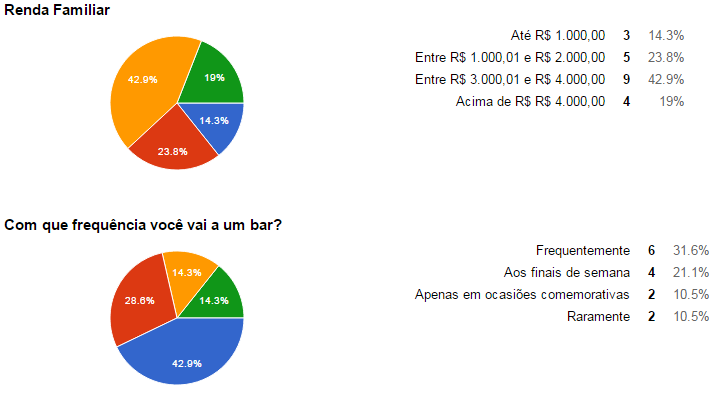 Renda Familiar
Até R$ 1.000,00 3 14.3%
Entre R$ 1.000,01 e R$ 2.000,00 5 23.8%
Entre R$ 3.000,01 e R$ 4.000,00 9 42.9%
Acima de R$ R$ 4.000,00 4 19%
42.9%
19%
14.3%
23.8%
Com que frequência você vai a um bar?
Frequentemente 6 31.6%
Aos finais de semana 4 21.1%
Apenas em ocasiões comemorativas 2 10.5%
Raramente 2 10.5%
14.3%
28.6%
14.3%
42.9%